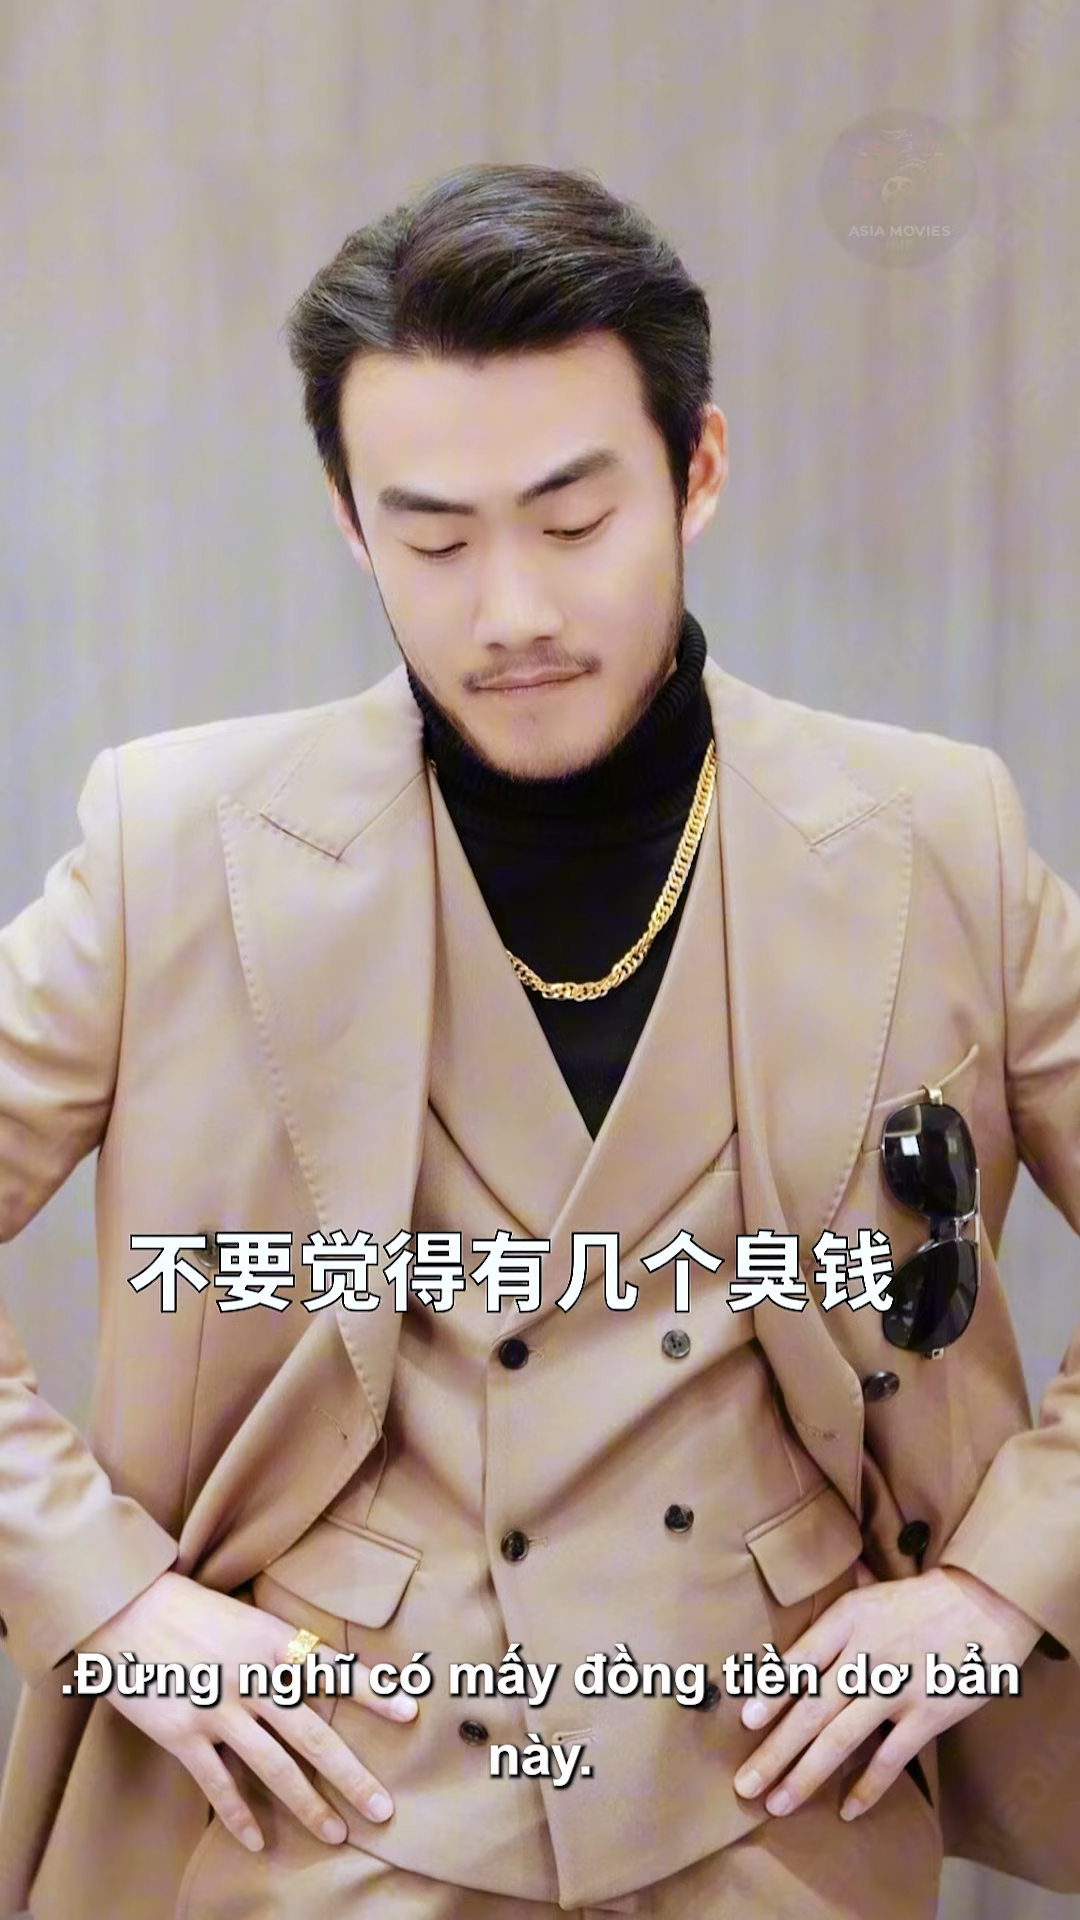 ASIA MOVIES
不要觉得有几个臭钱
.Đừng nghĩ có mấy đồng tiền dơ bẩn
này.